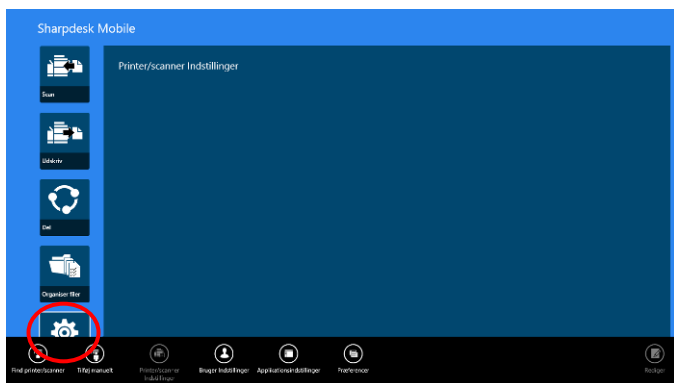 Sharpdesk Mobile
Printer/scanner Indstillinger
Scan
Udskriv
Del
Organiser filer
Find printer/scanner
Tilføj manuelt
Printer/scanner
Indstillinger
Bruger Indstillinger
Applikationsindstillinger
Præferencer
Rediger